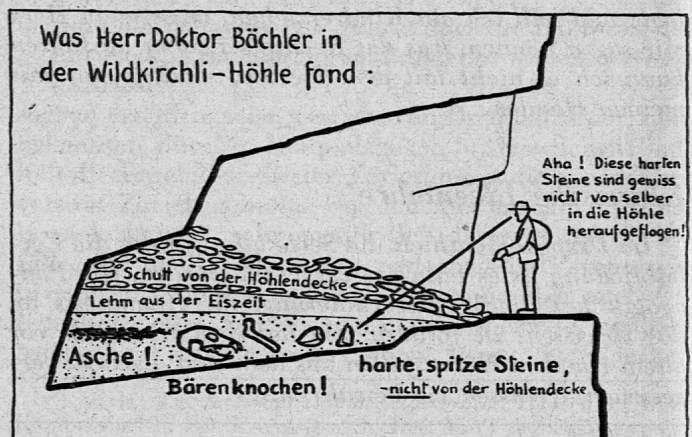 Was Herr Doktor Bächler in
der Wildkirchli-Höhle fand :
Aha ! Diese harten
Steine sind gewiss
nicht von selber
in die Höhle
heraufgeflogen!
Schutt von der Höhlendecke
Lehm aus der Eiszeit
Asche !
Bärenknochen !
harte, spitze Steine,
- nicht von der Höhlendecke